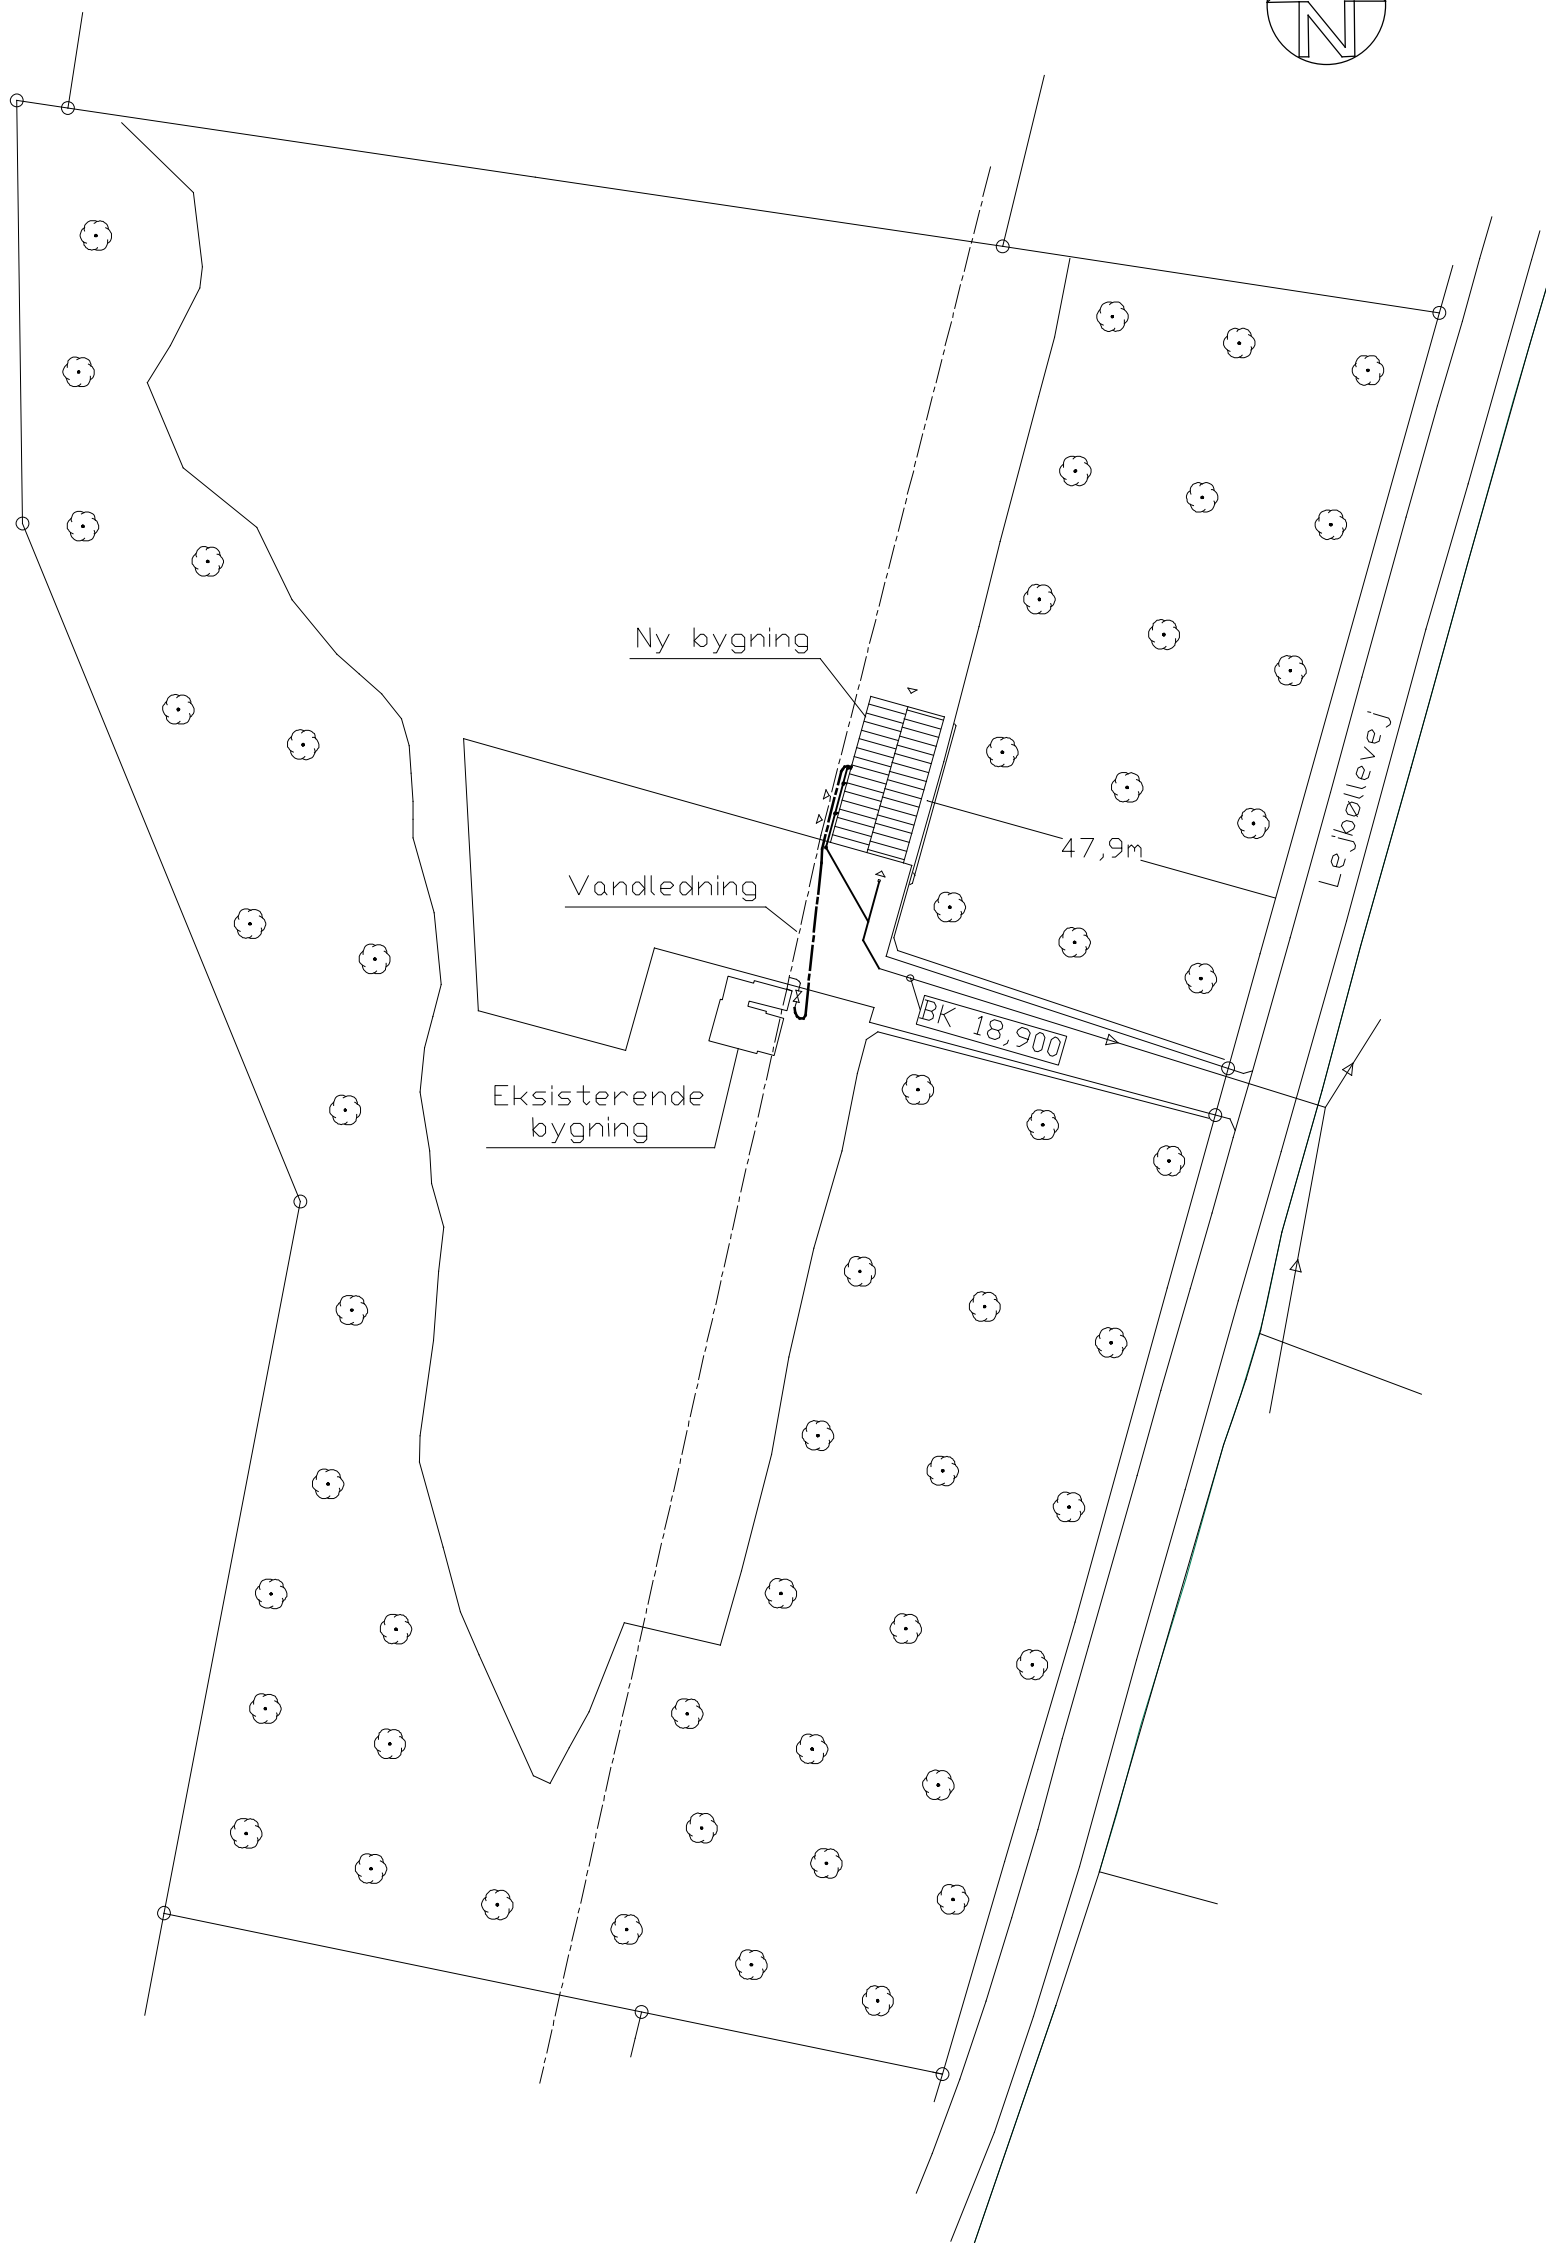 N
Ny bygning
Lejbøllevej
47,9m
Vandledning
BK 18,900
Eksisterende
bygning